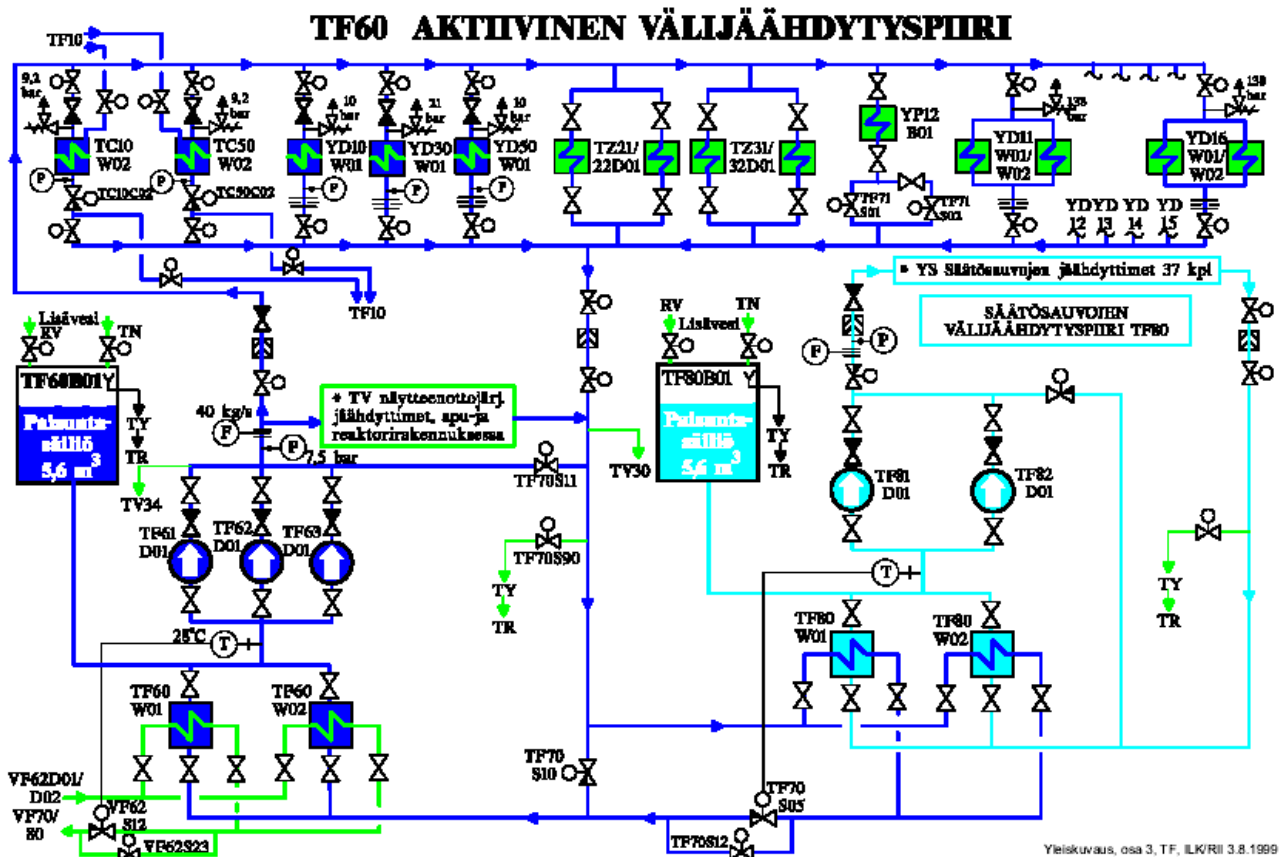 TF60 AKTIIVINEN VÄLIJÄÄHDYTYSPIIRI
TF10
9,2
bar
9,2
bar
10
bar
21
bar
10
bar
138
bar
138
bar
TC10
W02
TC50
W02
YD10
W01
YD30
W01
YD50
W01
TZ21/
22D01
TZ31/
32D01
YP12
B01
YD11
W01/
W02
YD16
W01/
W02
P
P
P
P
P
TC10C02
TC50C02
TF71
S01
TF71
S02
YD
12
YD
13
YD
14
YD
15
TF10
* YS Säätösauvojen jäähdyttimet 37 kpl
SÄÄTÖSAUVOJEN
VÄLIJÄÄHDYTYSPIIRI TF80
Lisävesi
RV
TN
TF60B01
Paisunta-
säiliö
5,6 m³
TY
TR
40 kg/s
F
P
7,5 bar
* TV näytteenottojärj.
jäähdyttimet, apu-ja
reaktorirakennuksessa
TV34
TF70S11
TV30
RV
TN
Lisävesi
TF80B01
Paisunta-
säiliö
5,6 m³
TY
TR
F
P
TF81
D01
TF82
D01
TF61
D01
TF62
D01
TF63
D01
TF70S90
TY
TR
T
TY
TR
28°C
T
TF80
W01
TF80
W02
TF60
W01
TF60
W02
TF70
S10
TF70
S05
VF62D01/
D02
VF70/
80
VF62
S12
VF62S23
TF70S12
Yleiskuvaus, osa 3, TF, ILK/RII 3.8.1999